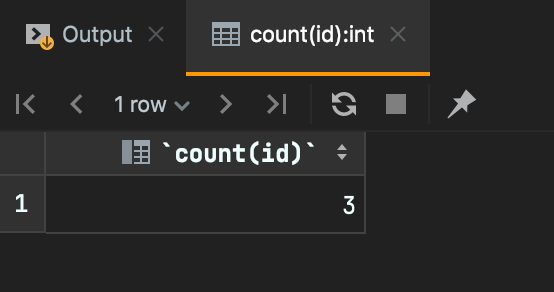 Output count(id):int
1 row
`count(id)`
1 3